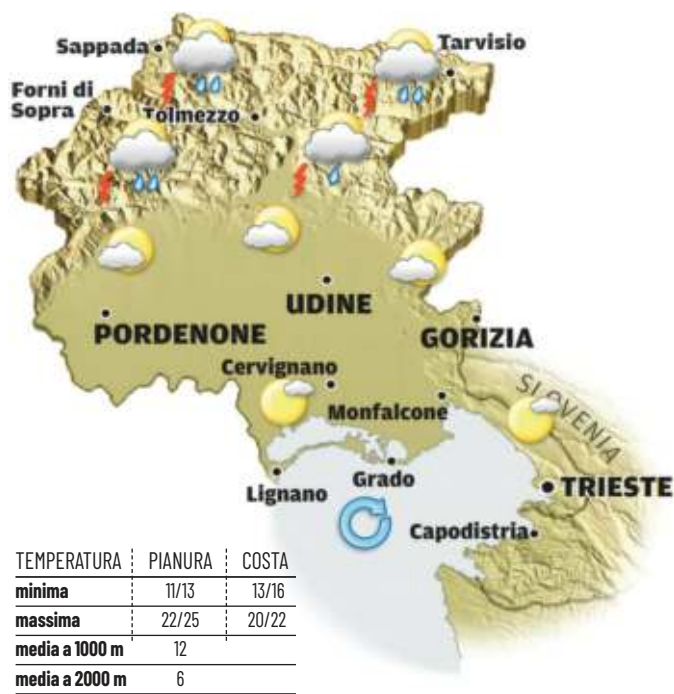 Sappada
Tarvisio
Forni di
Sopra
Tolmezzo
UDINE
PORDENONE
GORIZIA
Cervignano
SLOVENIA
Monfalcone
Grado
Lignano
TRIESTE
Capodistria
TEMPERATURA PIANURA COSTA
minima 11/13 13/16
massima 22/25 20/22
media a 1000 m 12
media a 2000 m 6